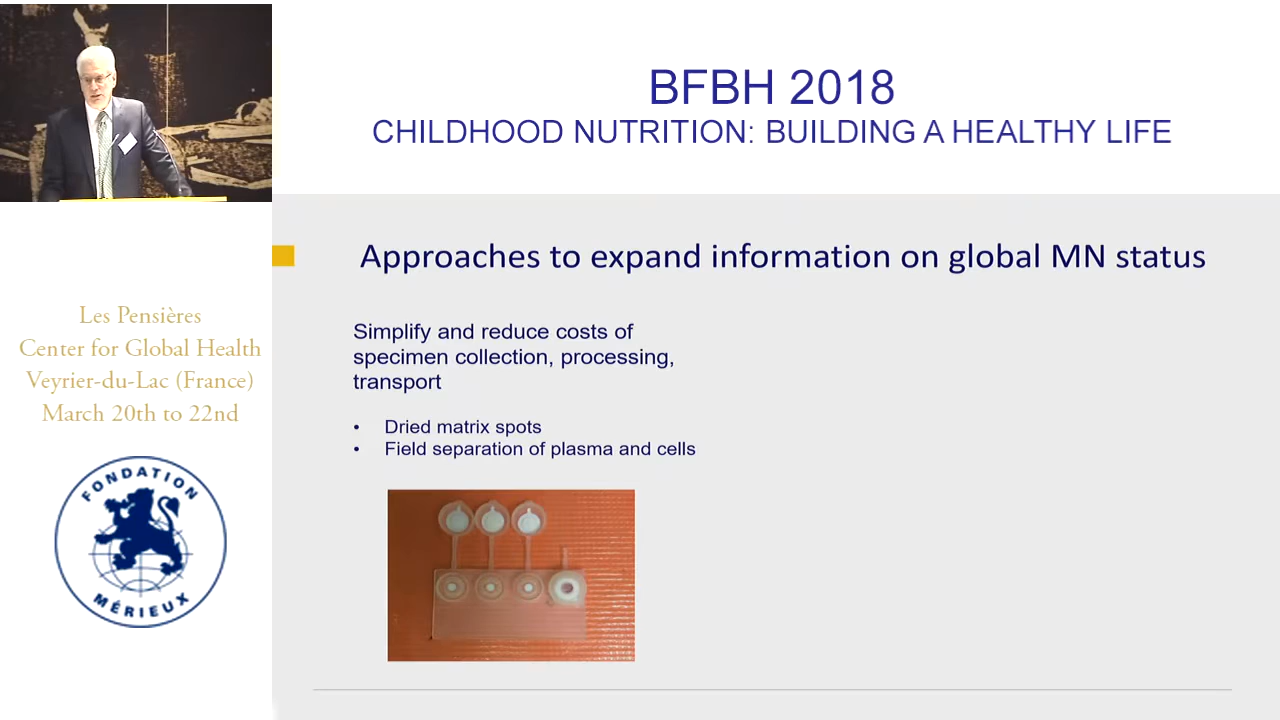 BFBH 2018
CHILDHOOD NUTRITION: BUILDING A HEALTHY LIFE
Approaches to expand information on global MN status
Simplify and reduce costs of
specimen collection, processing,
transport
• Dried matrix spots
• Field separation of plasma and cells
Les Pensières
Center for Global Health
Veyrier-du-Lac (France)
March 20th to 22nd
FONDATION
MÉRIEUX